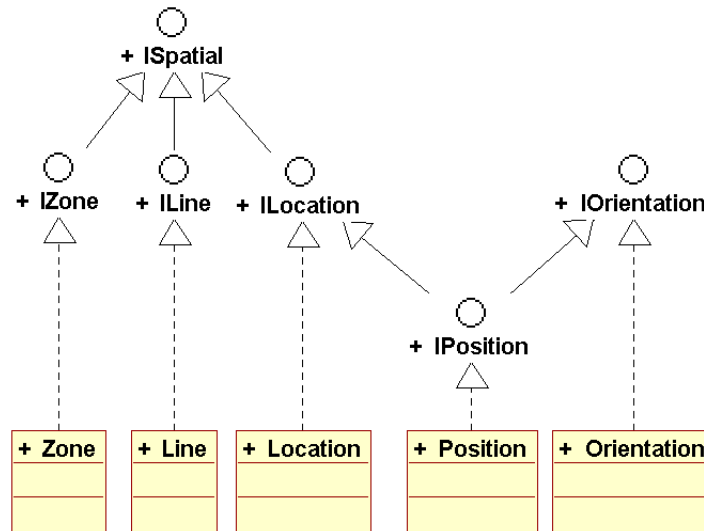 + ISpatial
+ IZone
+ ILine
+ ILocation
+ IOrientation
+ IPosition
+ Zone
+ Line
+ Location
+ Position
+ Orientation